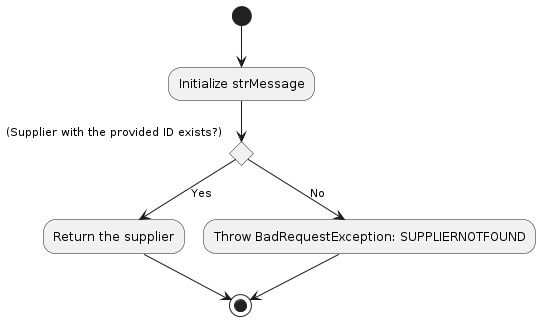 Initialize strMessage
(Supplier with the provided ID exists?)
Yes
No
Return the supplier
Throw BadRequestException: SUPPLIERNOTFOUND